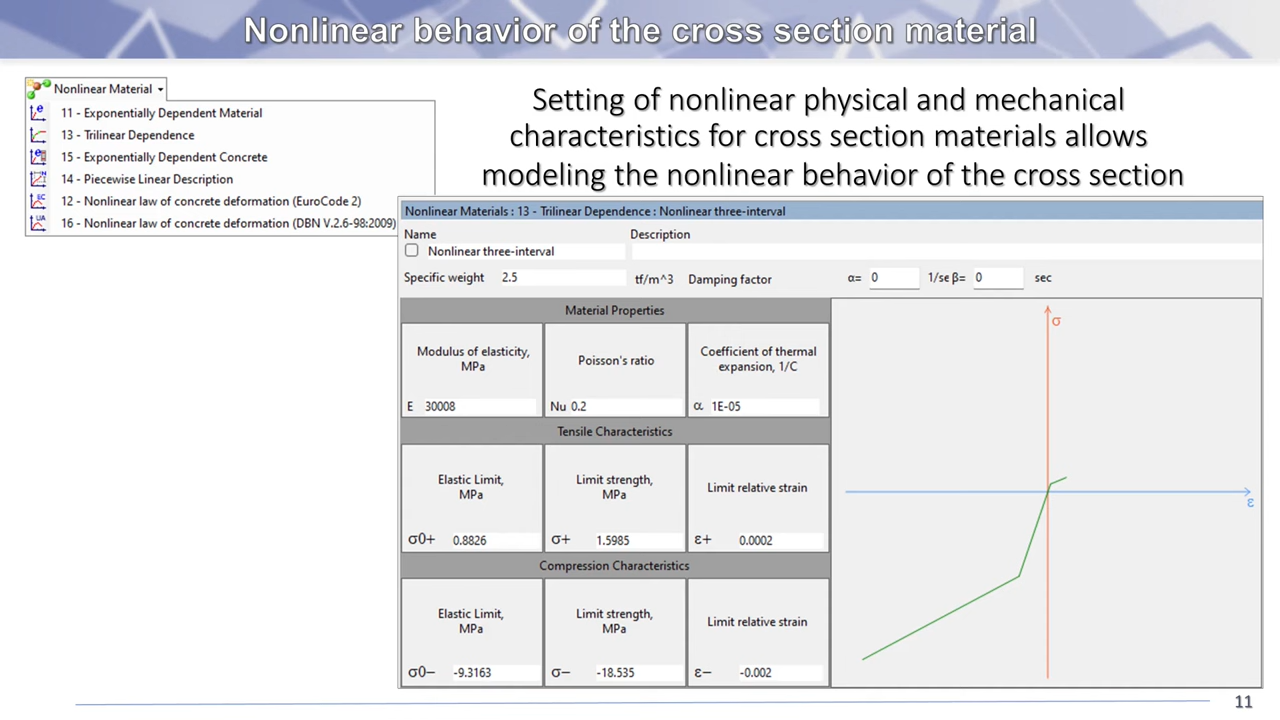 Nonlinear behavior of the cross section material
Nonlinear Material
11 - Exponentially Dependent Material
13 - Trilinear Dependence
15 - Exponentially Dependent Concrete
14 - Piecewise Linear Description
12 - Nonlinear law of concrete deformation (EuroCode 2)
16 - Nonlinear law of concrete deformation (DBN V.2.6-98:2009)
Setting of nonlinear physical and mechanical
characteristics for cross section materials allows
modeling the nonlinear behavior of the cross section
Nonlinear Materials : 13 - Trilinear Dependence : Nonlinear three-interval
Name Description
Nonlinear three-interval
Specific weight 2.5 tf/m^3 Damping factor α= 0 1/se β= 0 sec
Material Properties
Modulus of elasticity,
MPa
E 30008
Poisson's ratio
Nu 0.2
Coefficient of thermal
expansion, 1/C
α 1E-05
Tensile Characteristics
Elastic Limit,
MPa
σ0+ 0.8826
Limit strength,
MPa
σ+ 1.5985
Limit relative strain
ε+ 0.0002
Compression Characteristics
Elastic Limit,
MPa
σ0− -9.3163
Limit strength,
MPa
σ− -18.535
Limit relative strain
ε− -0.002
σ
ε
11